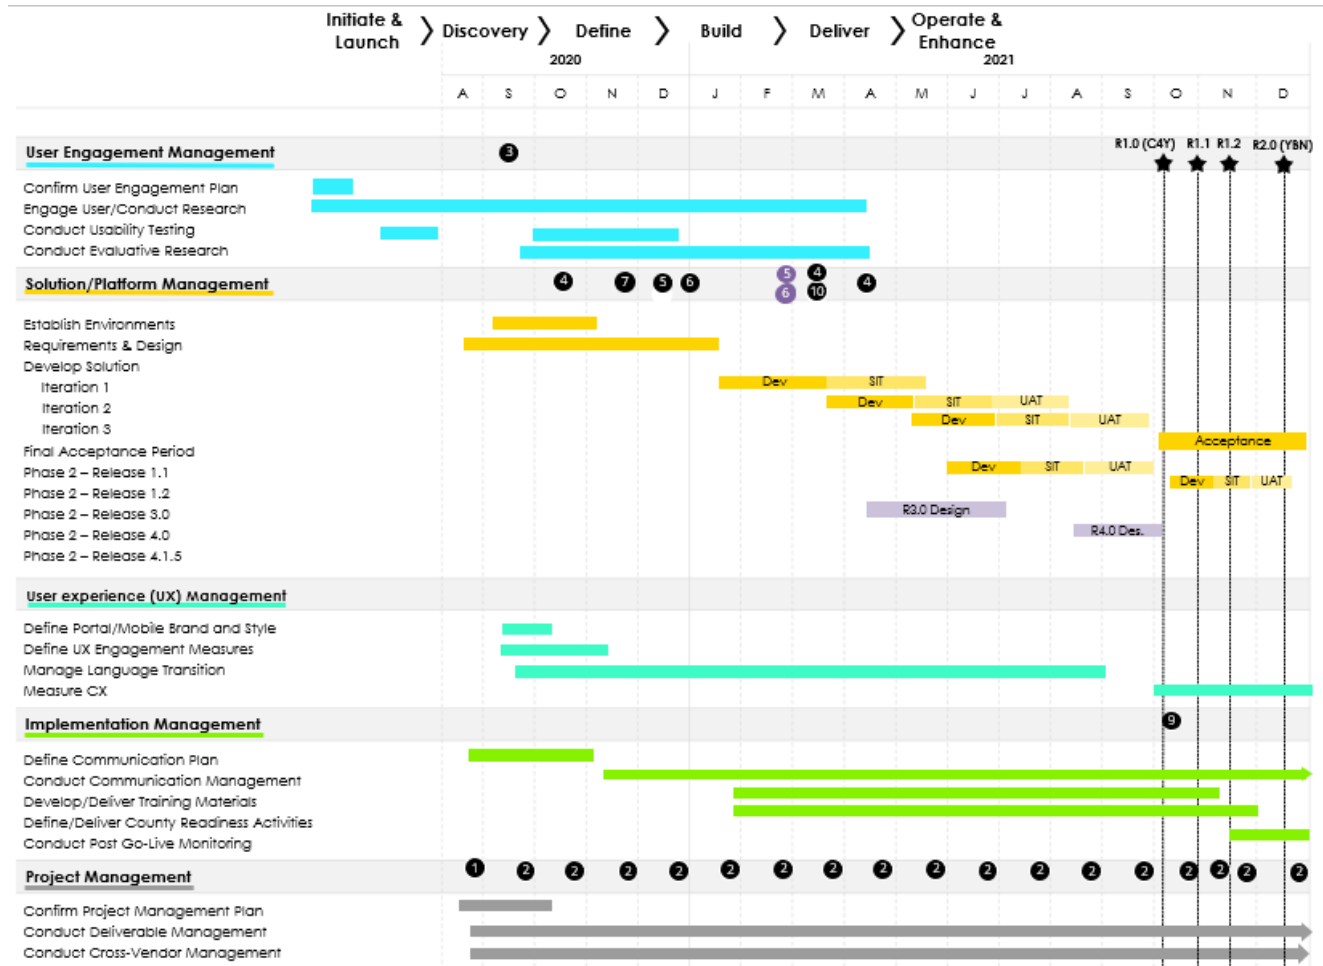 Initiate &
Launch
Discovery
Define
Build
Deliver
Operate &
Enhance
2020
2021
A S O N D J F M A M J J A S O N D
User Engagement Management
3
R1.0 (C4Y) R1.1 R1.2 R2.0 (YBN)
Confirm User Engagement Plan
Engage User/Conduct Research
Conduct Usability Testing
Conduct Evaluative Research
Solution/Platform Management
4 7 5 6 5 4 4
6 10
Establish Environments
Requirements & Design
Develop Solution
Iteration 1
Dev SIT
Iteration 2
Dev SIT UAT
Iteration 3
Dev SIT UAT
Final Acceptance Period
Acceptance
Phase 2 – Release 1.1
Dev SIT UAT
Phase 2 – Release 1.2
Dev SIT UAT
Phase 2 – Release 3.0
R3.0 Design
Phase 2 – Release 4.0
R4.0 Des.
Phase 2 – Release 4.1.5
User experience (UX) Management
Define Portal/Mobile Brand and Style
Define UX Engagement Measures
Manage Language Transition
Measure CX
Implementation Management
9
Define Communication Plan
Conduct Communication Management
Develop/Deliver Training Materials
Define/Deliver County Readiness Activities
Conduct Post Go-Live Monitoring
Project Management
1 2 2 2 2 2 2 2 2 2 2 2 2 2 2 2 2 2
Confirm Project Management Plan
Conduct Deliverable Management
Conduct Cross-Vendor Management